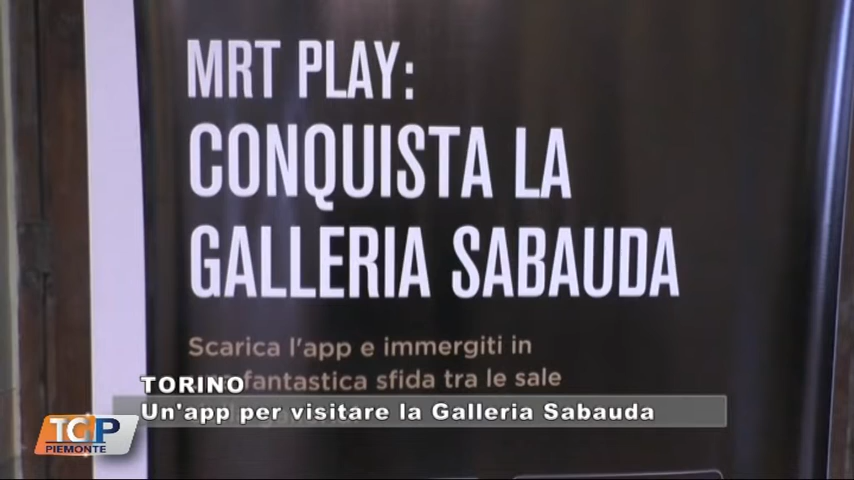 MRT PLAY:
CONQUISTA LA
GALLERIA SABAUDA
Scarica l'app e immergiti in
fantastica sfida tra le sale
TORINO
Un'app per visitare la Galleria Sabauda
TGP
PIEMONTE